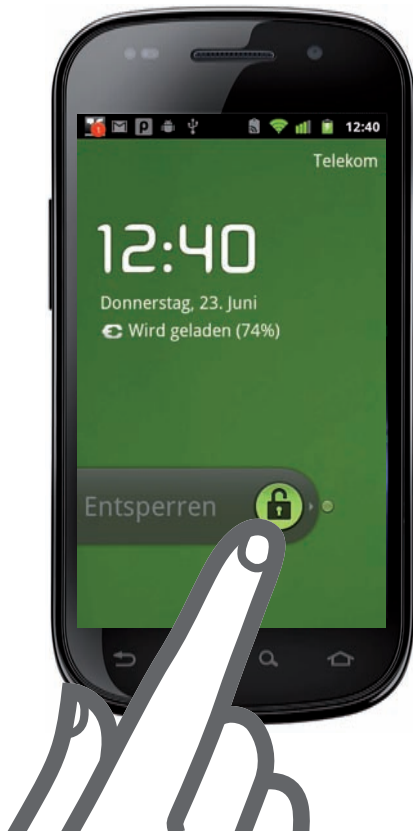 12:40
Telekom
12:40
Donnerstag, 23. Juni
Wird geladen (74%)
Entsperren